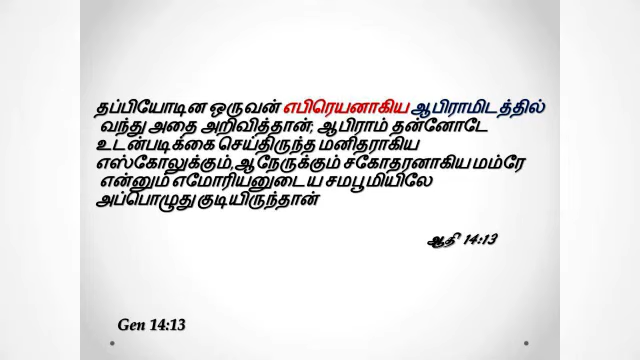 தப்பியோடின ஒருவன் எபிரெயனாகிய ஆபிராமிடத்தில்
வந்து அதை அறிவித்தான்; ஆபிராம் தன்னோடே
உடன்படிக்கை செய்திருந்த மனிதராகிய
எஸ்கோலுக்கும்,ஆநேருக்கும் சகோதரனாகிய மம்ரே
என்னும் எமோரியனுடைய சமபூமியிலே
அப்பொழுது குடியிருந்தான்
ஆதி 14:13
Gen 14:13